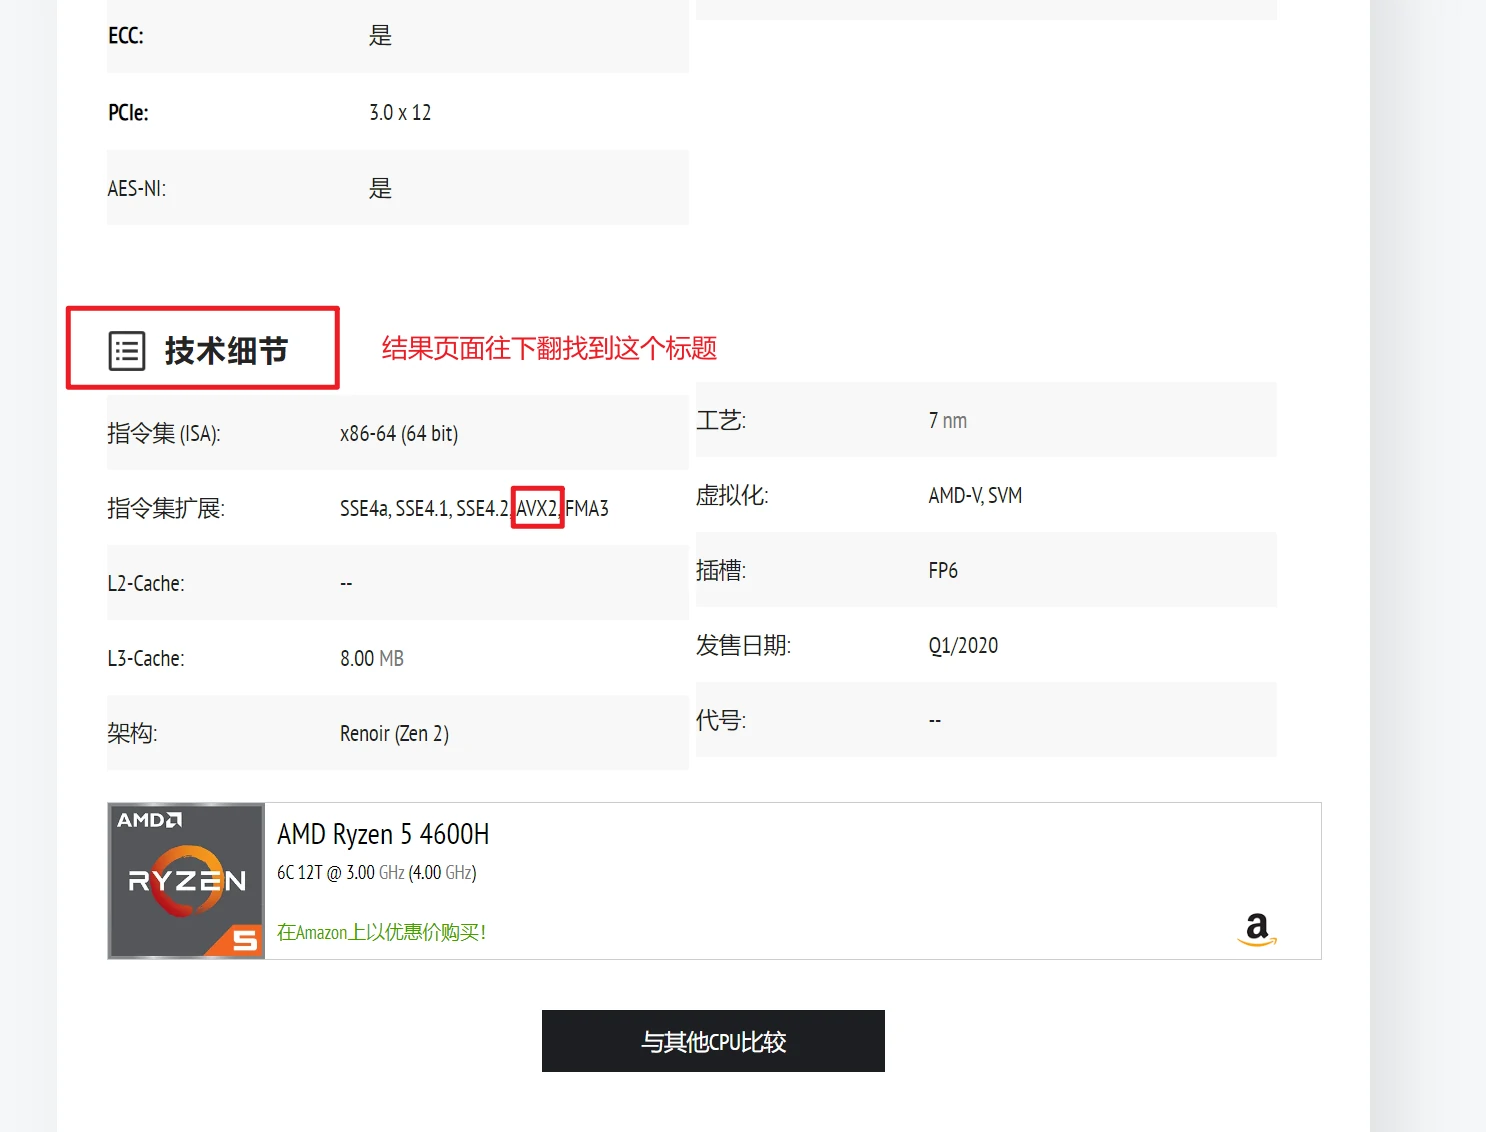 ECC: 是
PCIe: 3.0 x 12
AES-NI: 是
技术细节
结果页面往下翻找到这个标题
指令集 (ISA): x86-64 (64 bit)
指令集扩展: SSE4a, SSE4.1, SSE4.2, AVX2, FMA3
L2-Cache: --
L3-Cache: 8.00 MB
架构: Renoir (Zen 2)
工艺: 7 nm
虚拟化: AMD-V, SVM
插槽: FP6
发售日期: Q1/2020
代号: --
AMD
RYZEN
5
AMD Ryzen 5 4600H
6C 12T @ 3.00 GHz (4.00 GHz)
在Amazon上以优惠价购买!
a
与其他CPU比较